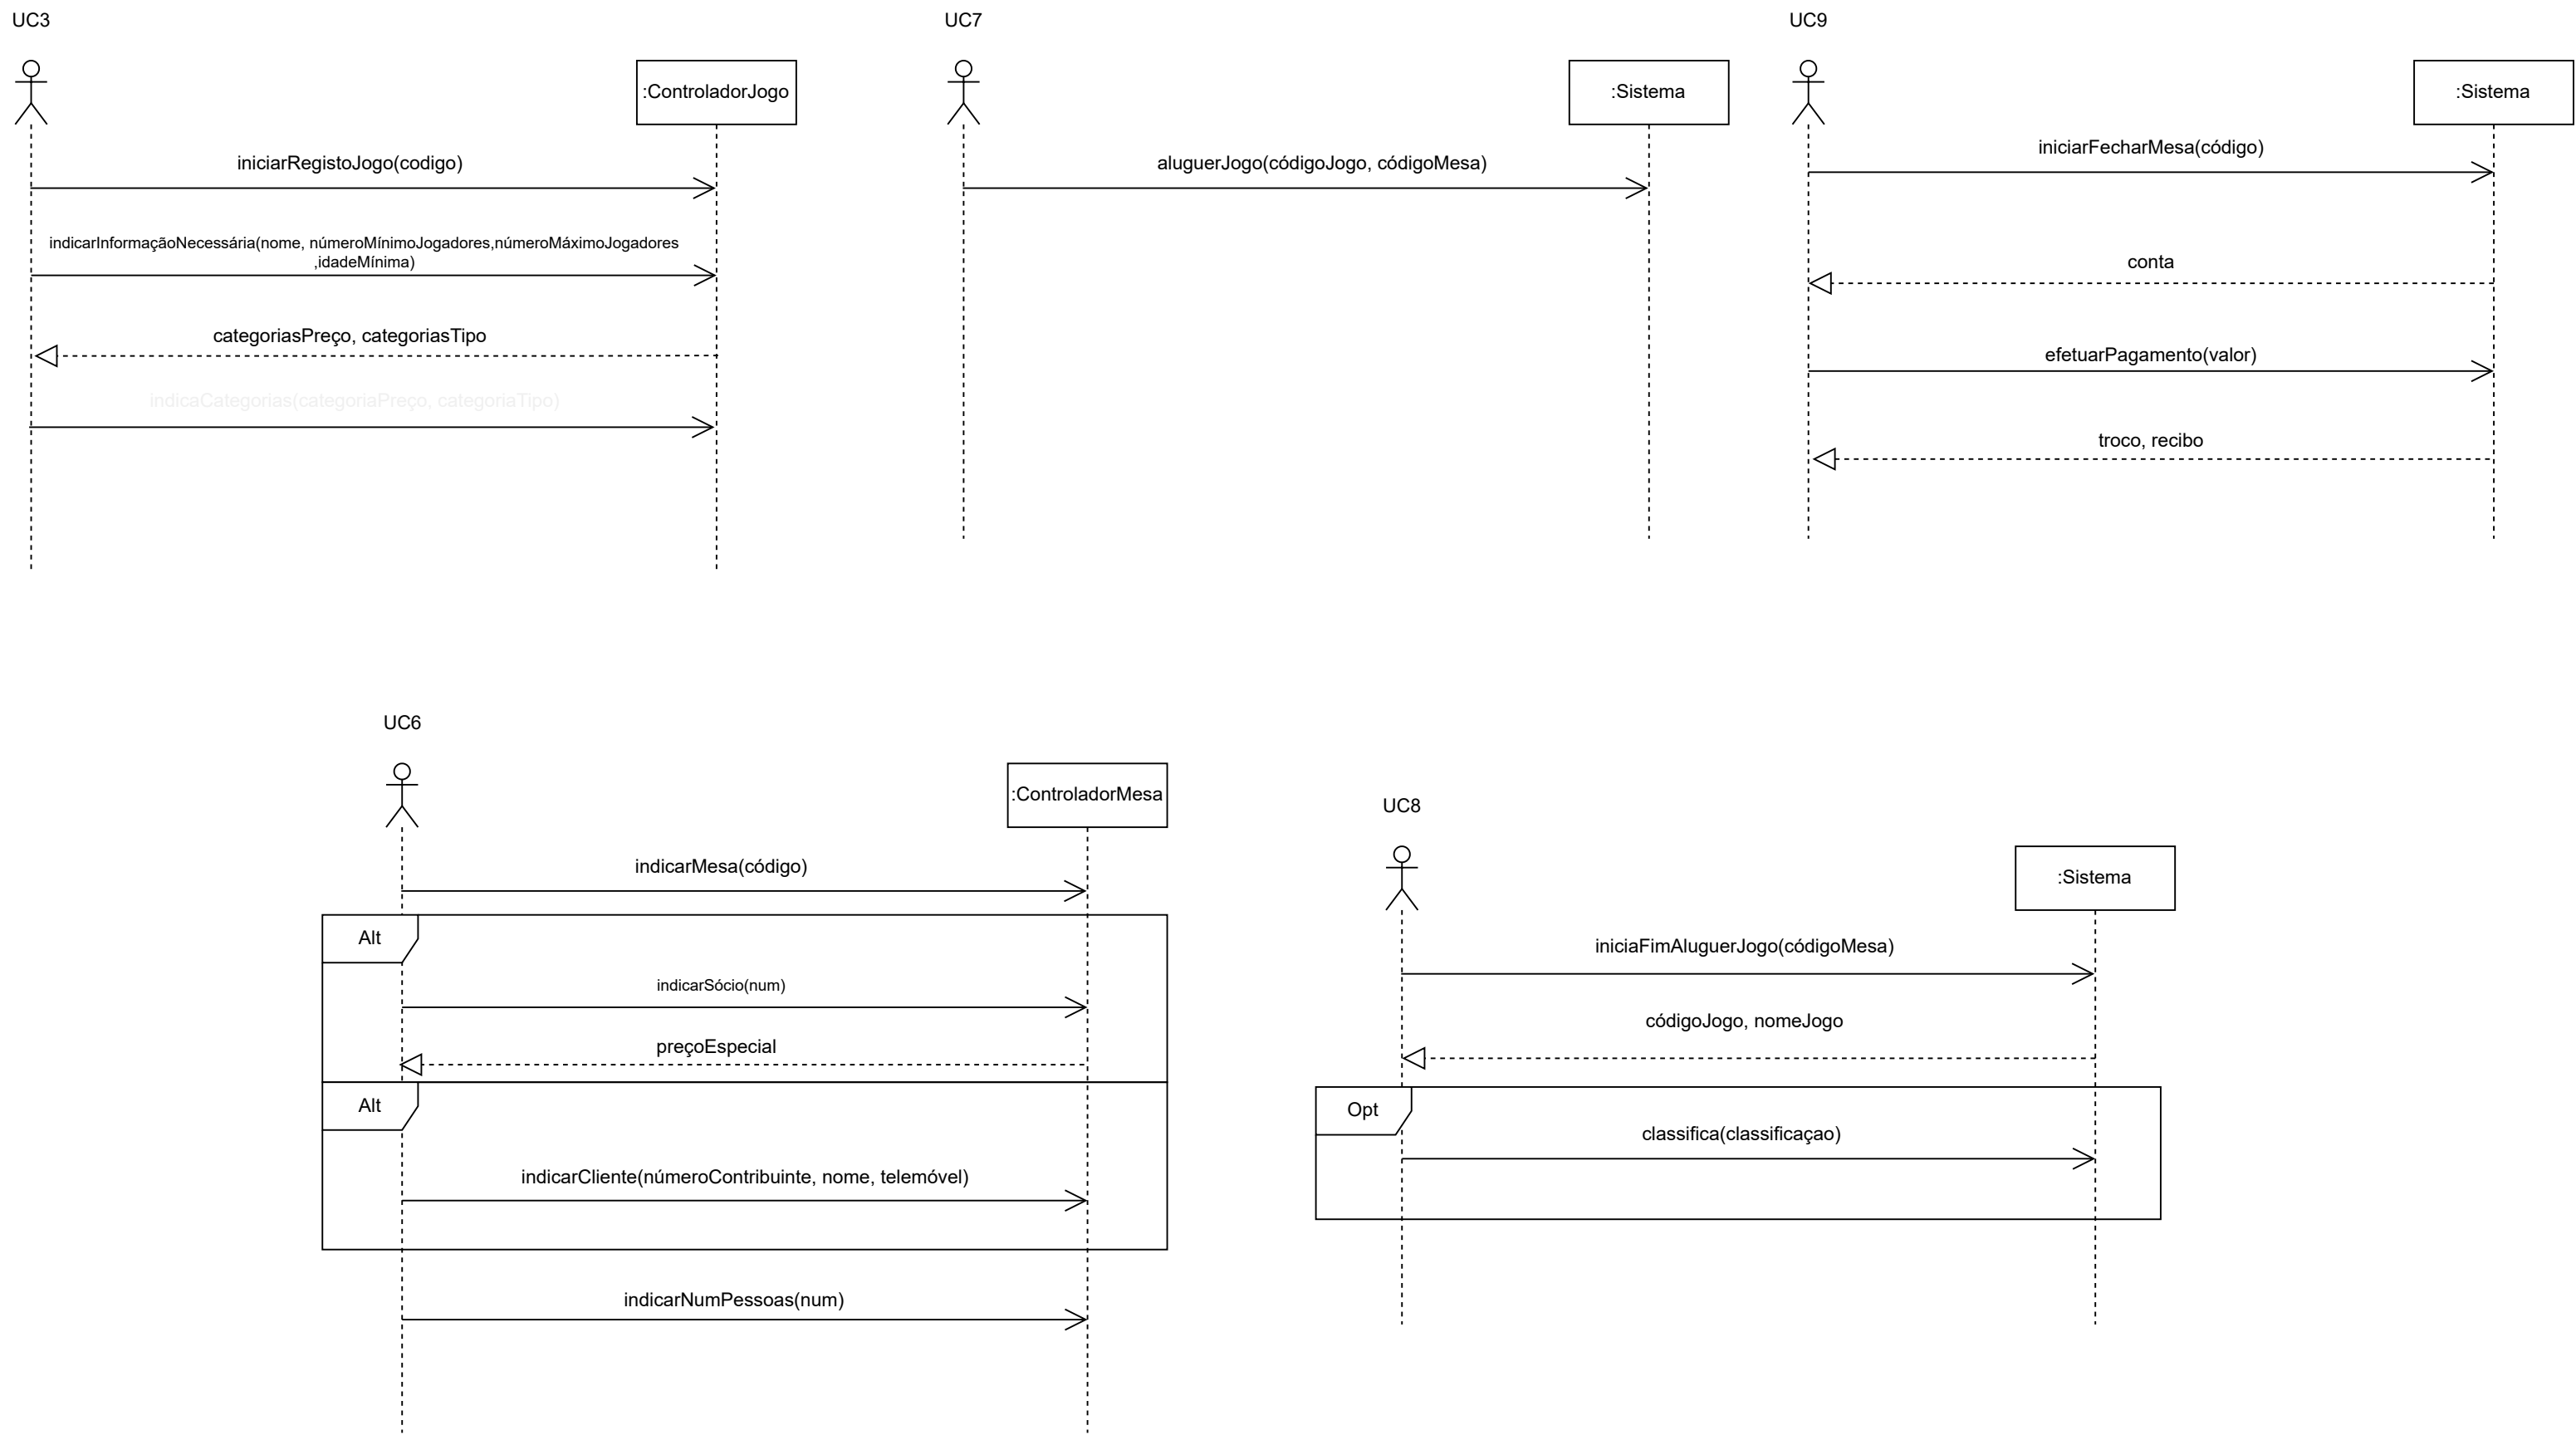 UC3
:ControladorJogo
iniciarRegistoJogo(codigo)
indicarInformaçãoNecessária(nome, númeroMínimoJogadores,númeroMáximoJogadores
,idadeMínima)
categoriasPreço, categoriasTipo
indicaCategorias(categoriaPreço, categoriaTipo)
UC7
:Sistema
aluguerJogo(códigoJogo, códigoMesa)
UC9
:Sistema
iniciarFecharMesa(código)
conta
efetuarPagamento(valor)
troco, recibo
UC6
:ControladorMesa
indicarMesa(código)
Alt
indicarSócio(num)
preçoEspecial
Alt
indicarCliente(númeroContribuinte, nome, telemóvel)
indicarNumPessoas(num)
UC8
:Sistema
iniciaFimAluguerJogo(códigoMesa)
códigoJogo, nomeJogo
Opt
classifica(classificaçao)